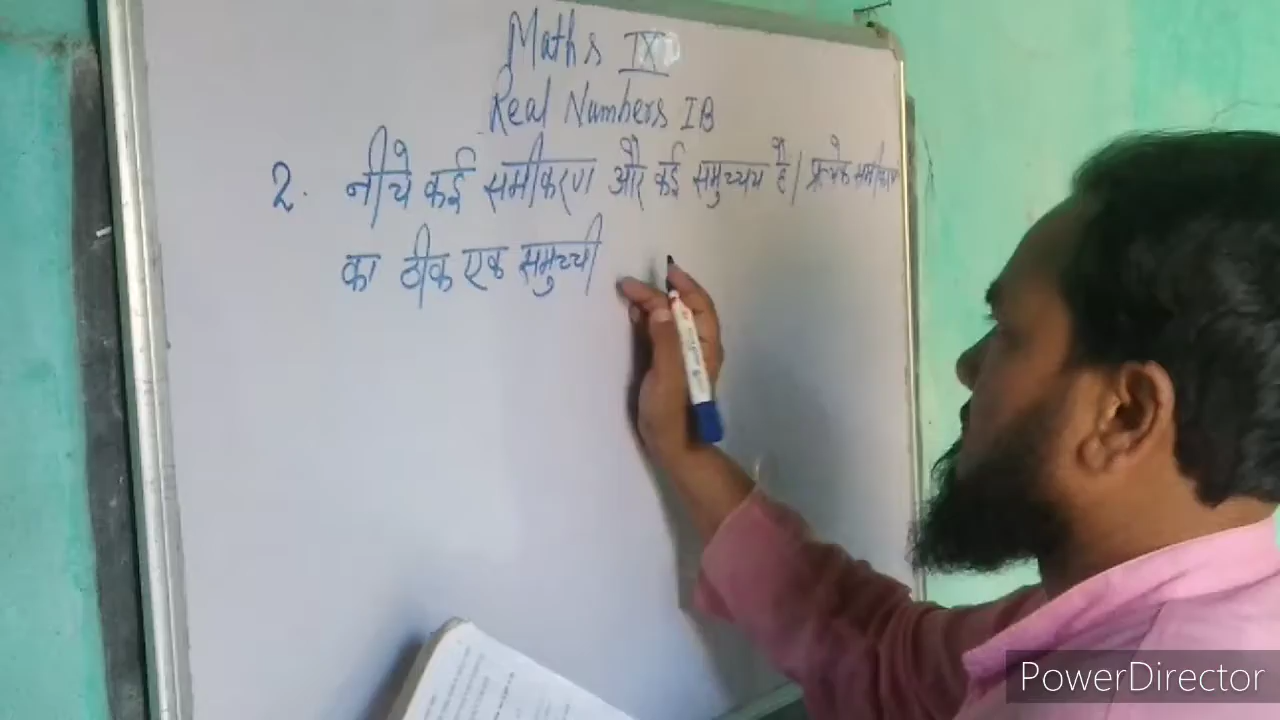 Maths IX
Real Numbers IB
2. नीचे कई समीकरण और कई समुच्चय है। प्रत्येक समीकरण
का ठीक एक समुच्ची
PowerDirector